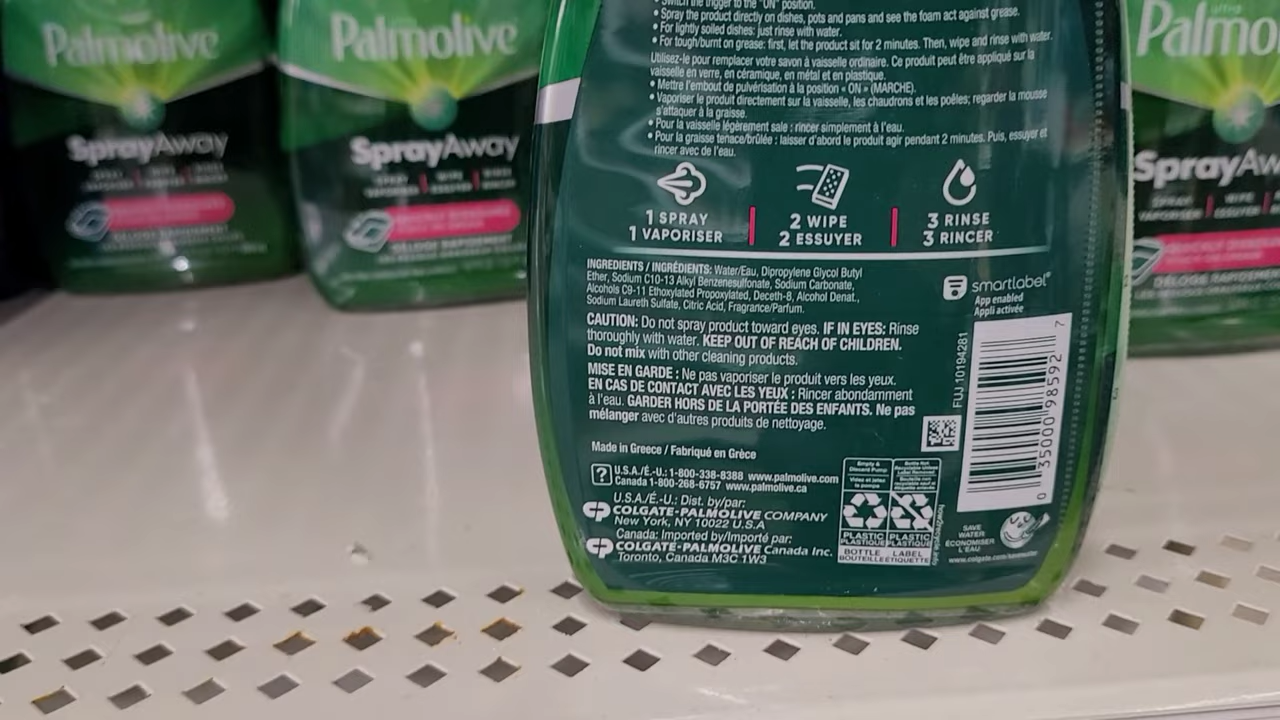 Palmolive
SprayAway
Palmolive
SprayAway
• Switch the trigger to the "ON" position.
• Spray the product directly on dishes, pots and pans and see the foam act against grease.
• For lightly soiled dishes: just rinse with water.
• For tough/burnt on grease: first, let the product sit for 2 minutes. Then, wipe and rinse with water.
Utilisez-le pour remplacer votre savon à vaisselle ordinaire. Ce produit peut être appliqué sur la
vaisselle en verre, en céramique, en métal et en plastique.
• Mettre l'embout de pulvérisation à la position « ON » (MARCHE).
• Vaporiser le produit directement sur la vaisselle, les chaudrons et les poêles; regarder la mousse
s'attaquer à la graisse.
• Pour la vaisselle légèrement sale : rincer simplement à l'eau.
• Pour la graisse tenace/brûlée : laisser d'abord le produit agir pendant 2 minutes. Puis, essuyer et
rincer avec de l'eau.
1 SPRAY
1 VAPORISER
2 WIPE
2 ESSUYER
3 RINSE
3 RINCER
INGREDIENTS / INGRÉDIENTS: Water/Eau, Dipropylene Glycol Butyl
Ether, Sodium C10-13 Alkyl Benzenesulfonate, Sodium Carbonate,
Alcohols C9-11 Ethoxylated Propoxylated, Deceth-8, Alcohol Denat.,
Sodium Laureth Sulfate, Citric Acid, Fragrance/Parfum.
CAUTION: Do not spray product toward eyes. IF IN EYES: Rinse
thoroughly with water. KEEP OUT OF REACH OF CHILDREN.
Do not mix with other cleaning products.
MISE EN GARDE : Ne pas vaporiser le produit vers les yeux.
EN CAS DE CONTACT AVEC LES YEUX : Rincer abondamment
à l'eau. GARDER HORS DE LA PORTÉE DES ENFANTS. Ne pas
mélanger avec d'autres produits de nettoyage.
Made in Greece / Fabriqué en Grèce
? U.S.A./É.-U.: 1-800-338-8388 www.palmolive.com
Canada 1-800-268-6757 www.palmolive.ca
U.S.A./É.-U.: Dist. by/par:
COLGATE-PALMOLIVE COMPANY
New York, NY 10022 U.S.A
Canada: Imported by/Importé par:
COLGATE-PALMOLIVE Canada Inc.
Toronto, Canada M3C 1W3
smartlabel®
App enabled
Appli activée
FUJ 10194281
0 35000 98592 7
Empty &
Discard Pump
Videz et jetez
la pompe
PLASTIC
PLASTIQUE
BOTTLE
BOUTEILLE
PLASTIC
PLASTIQUE
LABEL
ÉTIQUETTE
how2recycle.info
SAVE
WATER
ÉCONOMISER
L'EAU
ultra
Palmo
SprayAw
SPRAY
VAPORISER
WIPE
ESSUYER